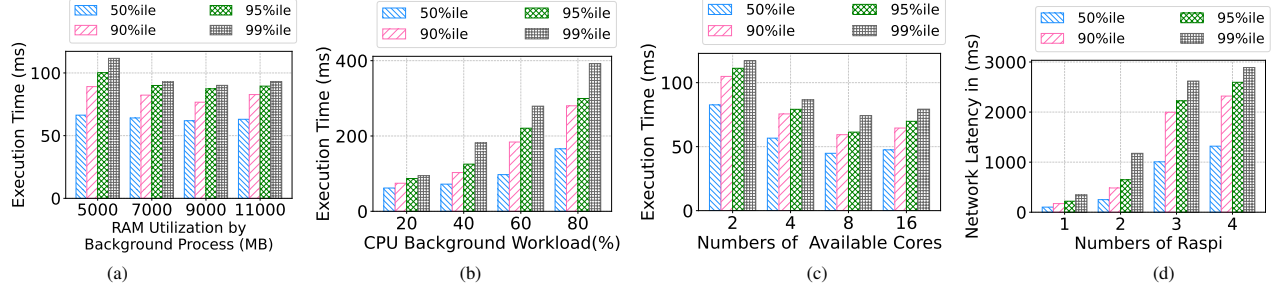 50%ile 95%ile
90%ile 99%ile
Execution Time (ms)
100
50
0
5000 7000 9000 11000
RAM Utilization by
Background Process (MB)
(a)
50%ile 95%ile
90%ile 99%ile
Execution Time (ms)
400
200
0
20 40 60 80
CPU Background Workload(%)
(b)
50%ile 95%ile
90%ile 99%ile
Execution Time (ms)
100
50
0
2 4 8 16
Numbers of Available Cores
(c)
50%ile 95%ile
90%ile 99%ile
Network Latency in (ms)
3000
2000
1000
0
1 2 3 4
Numbers of Raspi
(d)